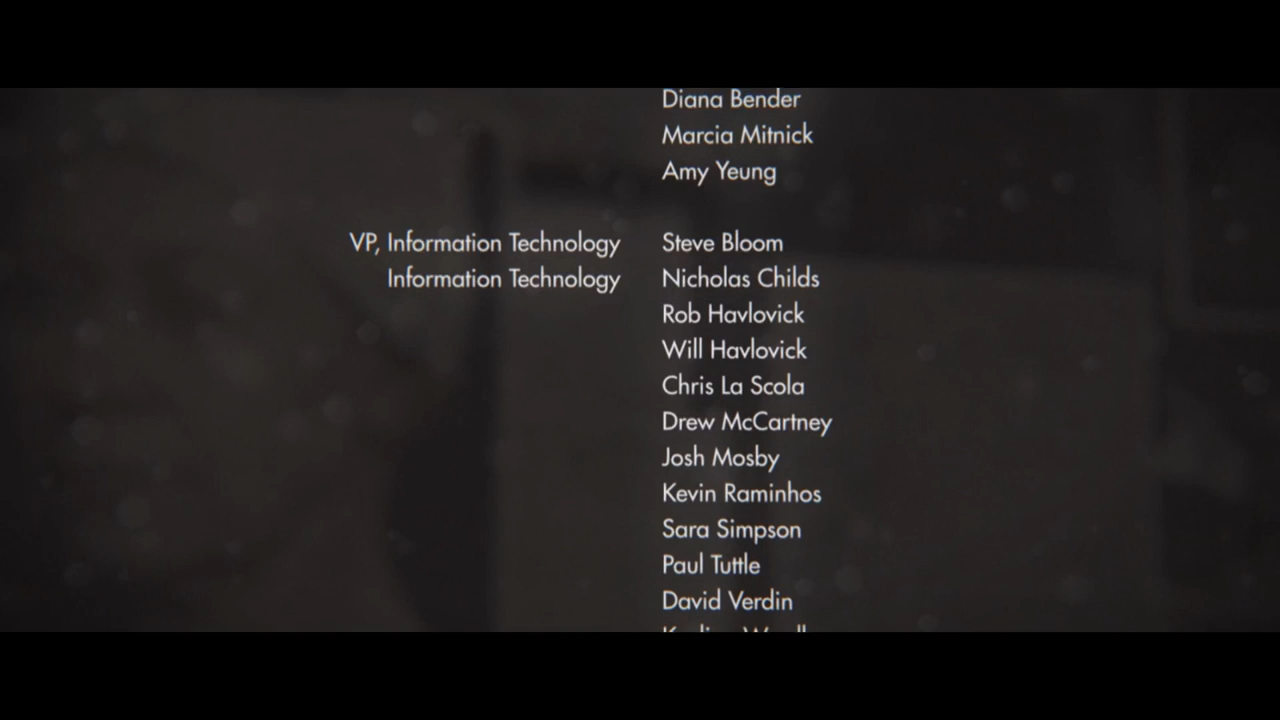 Diana Bender
Marcia Mitnick
Amy Yeung
VP, Information Technology Steve Bloom
Information Technology Nicholas Childs
Rob Havlovick
Will Havlovick
Chris La Scola
Drew McCartney
Josh Mosby
Kevin Raminhos
Sara Simpson
Paul Tuttle
David Verdin